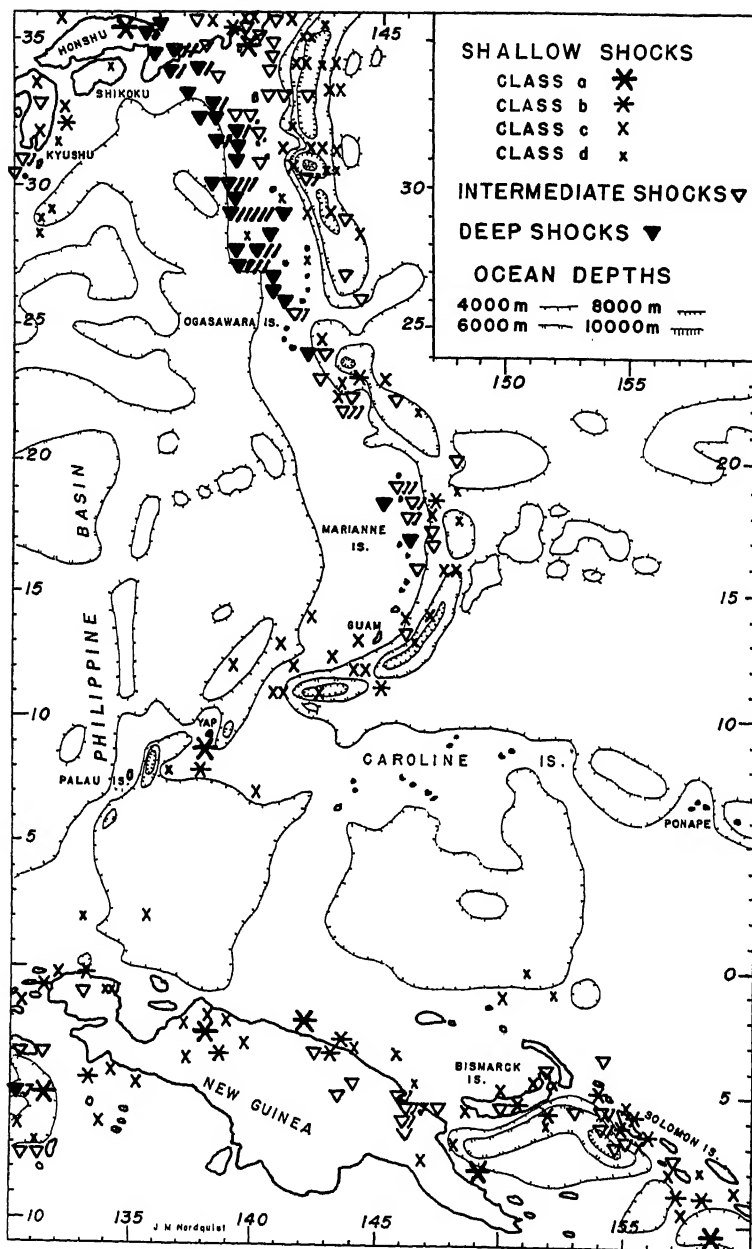 145
35
HONSHU
SHIKOKU
KYUSHU
30
30
OGASAWARA IS.
25
25
SHALLOW SHOCKS
CLASS a
CLASS b
CLASS c
CLASS d
INTERMEDIATE SHOCKS
DEEP SHOCKS
OCEAN DEPTHS
4000m 8000m
6000m 10000m
150 155
20
20
BASIN
MARIANNE
IS.
15
15
GUAM
PHILIPPINE
10
10
YAP
CAROLINE IS.
PALAU IS.
PONAPE
5
5
0
0
BISMARCK
IS.
NEW GUINEA
SOLOMON IS.
5
5
J M Nordquist
10 135 140 145 155